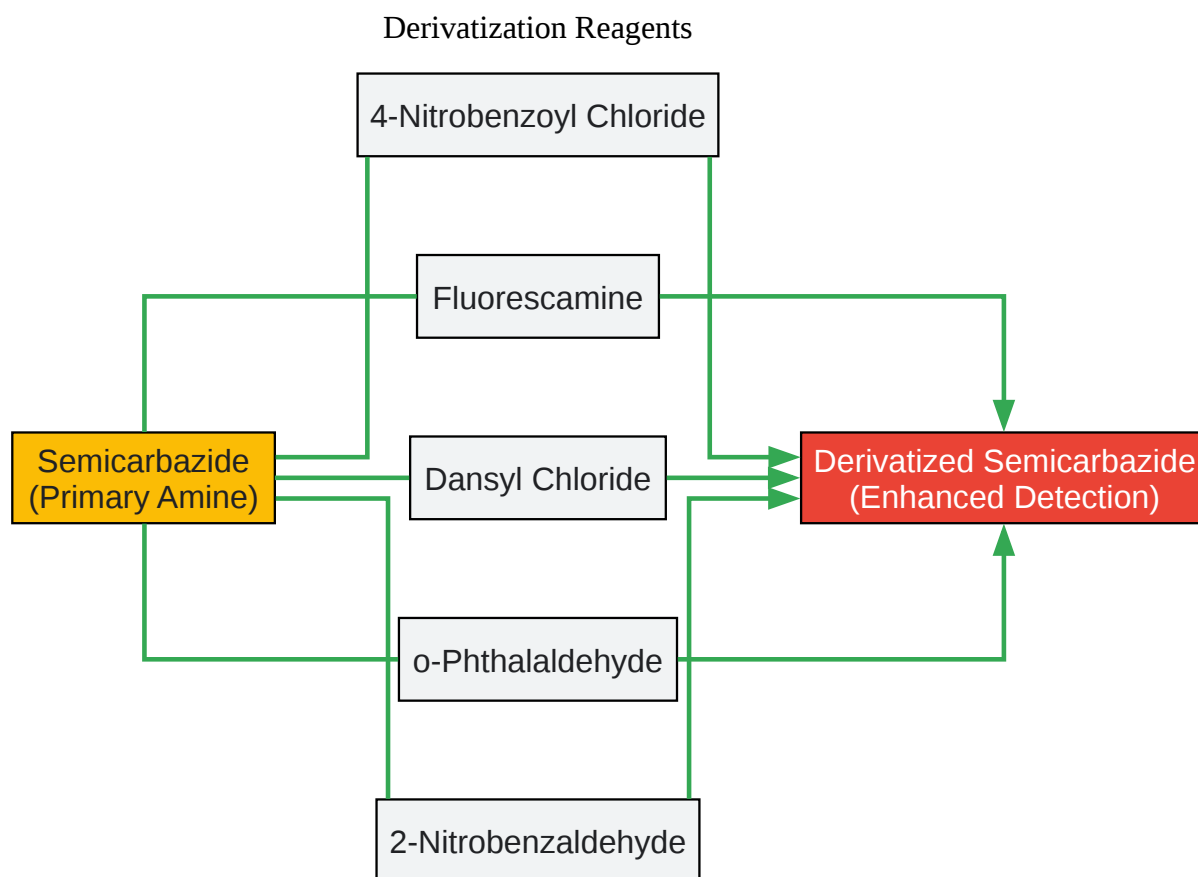 Derivatization Reagents
4-Nitrobenzoyl Chloride
Fluorescamine
Semicarbazide
(Primary Amine)
Dansyl Chloride
Derivatized Semicarbazide
(Enhanced Detection)
o-Phthalaldehyde
2-Nitrobenzaldehyde